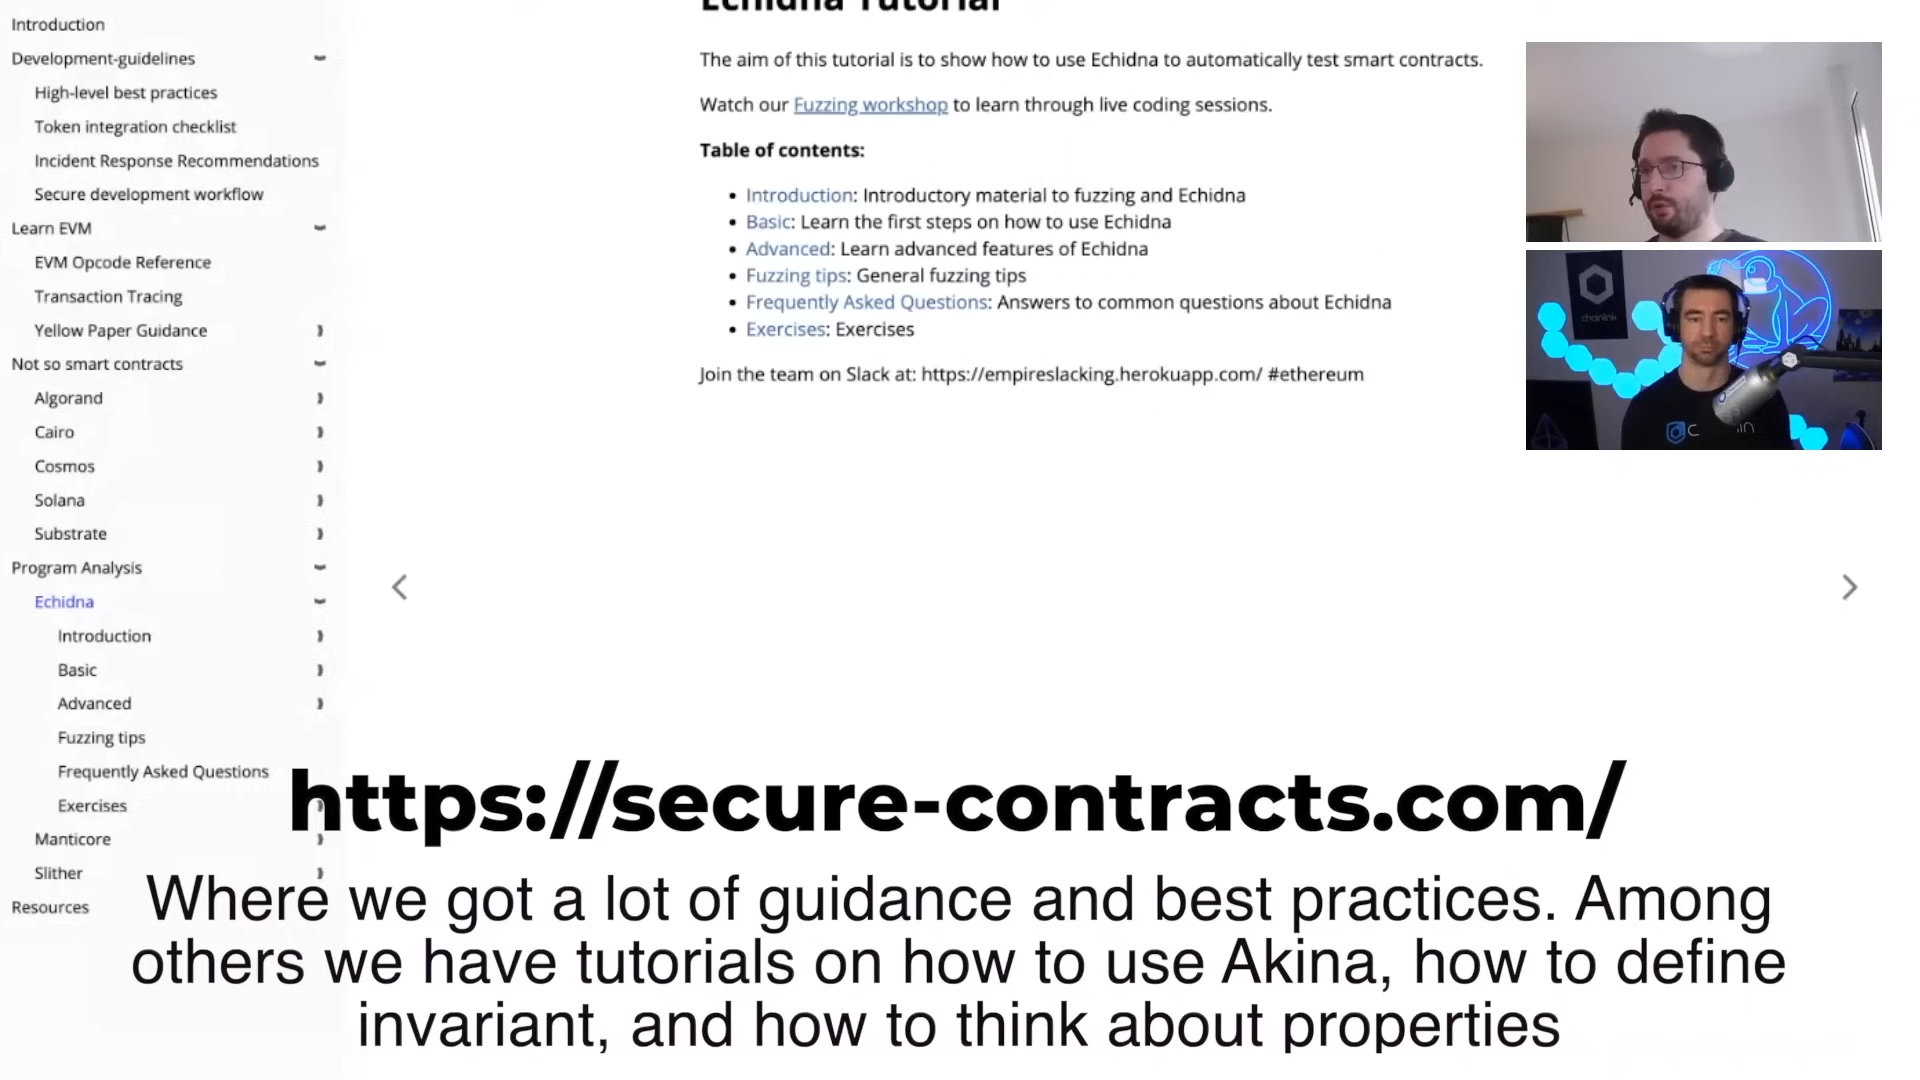 Introduction
Development-guidelines
High-level best practices
Token integration checklist
Incident Response Recommendations
Secure development workflow
Learn EVM
EVM Opcode Reference
Transaction Tracing
Yellow Paper Guidance
Not so smart contracts
Algorand
Cairo
Cosmos
Solana
Substrate
Program Analysis
Echidna
Introduction
Basic
Advanced
Fuzzing tips
Frequently Asked Questions
Exercises
Manticore
Slither
Resources
Echidna Tutorial
The aim of this tutorial is to show how to use Echidna to automatically test smart contracts.
Watch our Fuzzing workshop to learn through live coding sessions.
Table of contents:
• Introduction: Introductory material to fuzzing and Echidna
• Basic: Learn the first steps on how to use Echidna
• Advanced: Learn advanced features of Echidna
• Fuzzing tips: General fuzzing tips
• Frequently Asked Questions: Answers to common questions about Echidna
• Exercises: Exercises
Join the team on Slack at: https://empireslacking.herokuapp.com/ #ethereum
chainlink
https://secure-contracts.com/
Where we got a lot of guidance and best practices. Among
others we have tutorials on how to use Akina, how to define
invariant, and how to think about properties